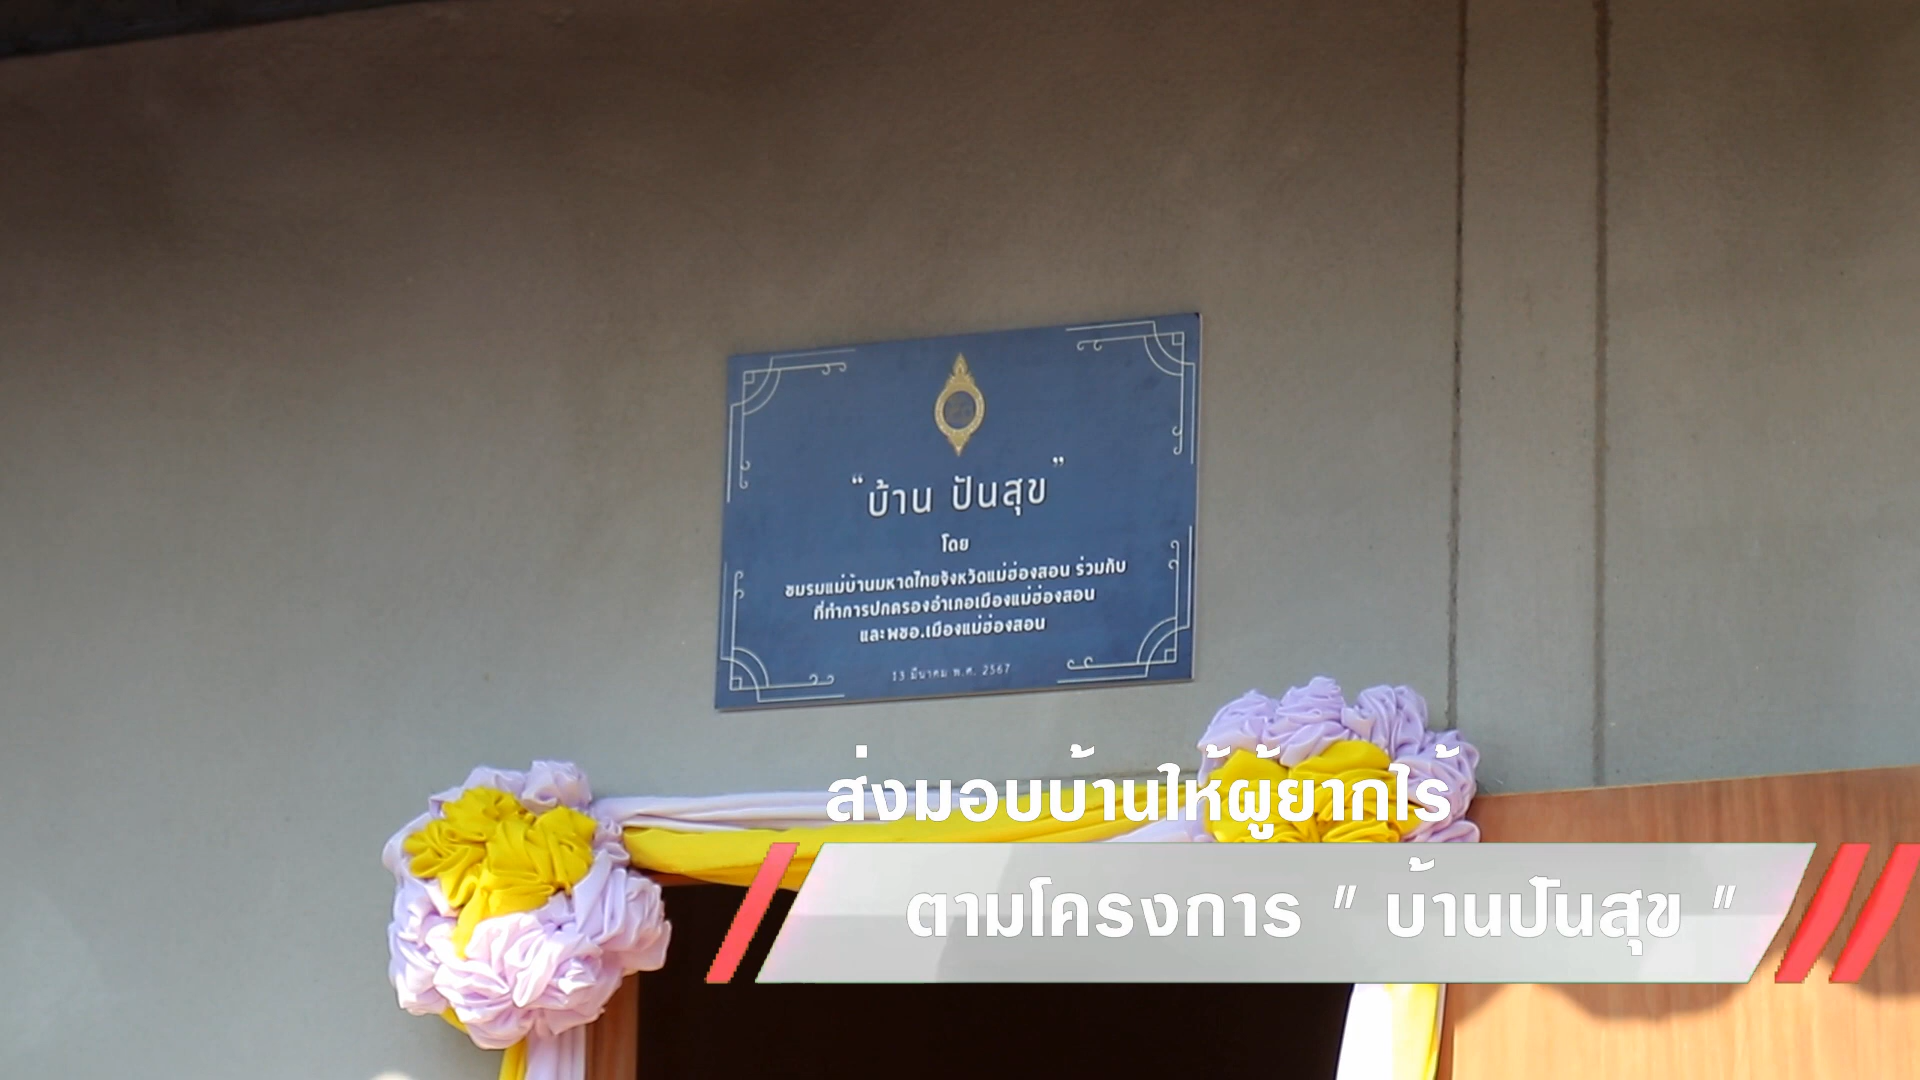 “บ้าน ปันสุข”
โดย
ชมรมแม่บ้านมหาดไทยจังหวัดแม่ฮ่องสอน ร่วมกับ
ที่ทำการปกครองอำเภอเมืองแม่ฮ่องสอน
และพชอ.เมืองแม่ฮ่องสอน
13 มีนาคม พ.ศ. 2567
ส่งมอบบ้านให้ผู้ยากไร้
ตามโครงการ " บ้านปันสุข "